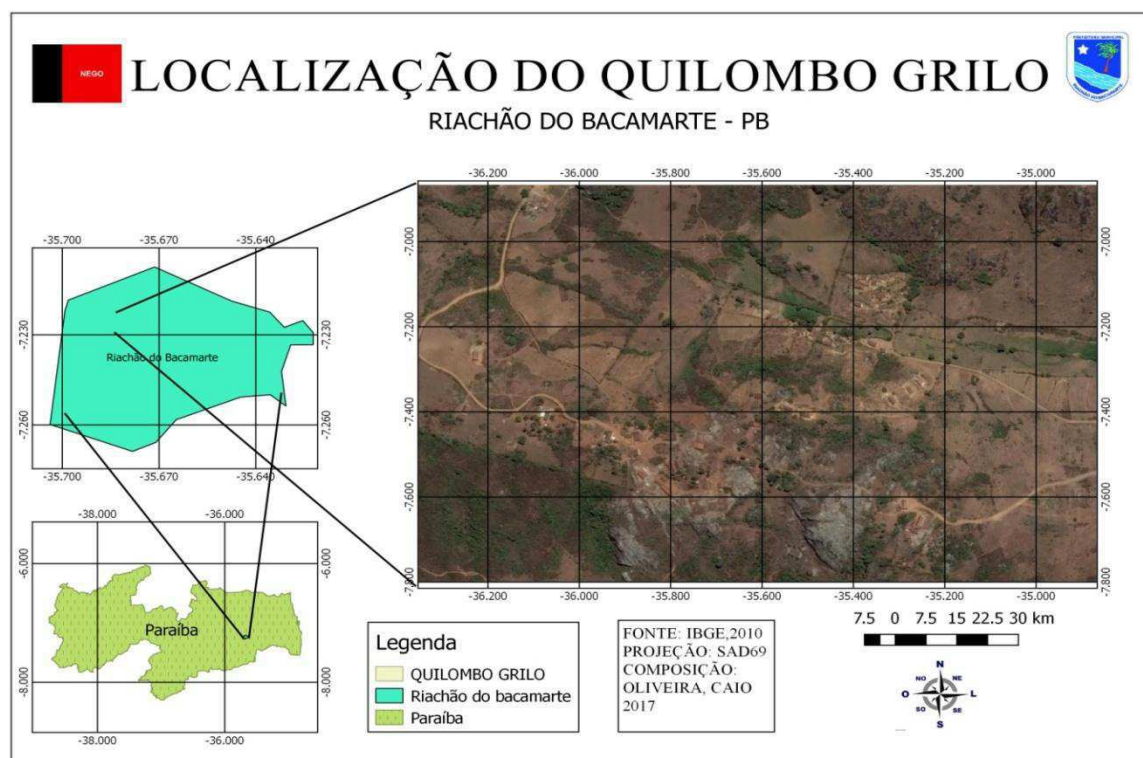 NEGO
LOCALIZAÇÃO DO QUILOMBO GRILO
RIACHÃO DO BACAMARTE - PB
-36.200 -36.000 -35.800 -35.600 -35.400 -35.200 -35.000
-7.000 -7.000
-7.200 -7.200
-7.400 -7.400
-7.600 -7.600
-7.800 -7.800
-36.200 -36.000 -35.800 -35.600 -35.400 -35.200 -35.000
-35.700 -35.670 -35.640
-7.230 -7.230
Riachão do Bacamarte
-7.260 -7.260
-35.700 -35.670 -35.640
-38.000 -36.000
-6.000 -6.000
Paraíba
-8.000 -8.000
-38.000 -36.000
Legenda
QUILOMBO GRILO
Riachão do bacamarte
Paraíba
FONTE: IBGE,2010
PROJEÇÃO: SAD69
COMPOSIÇÃO:
OLIVEIRA, CAIO
2017
7.5 0 7.5 15 22.5 30 km
N
NO NE
O L
SO SE
S